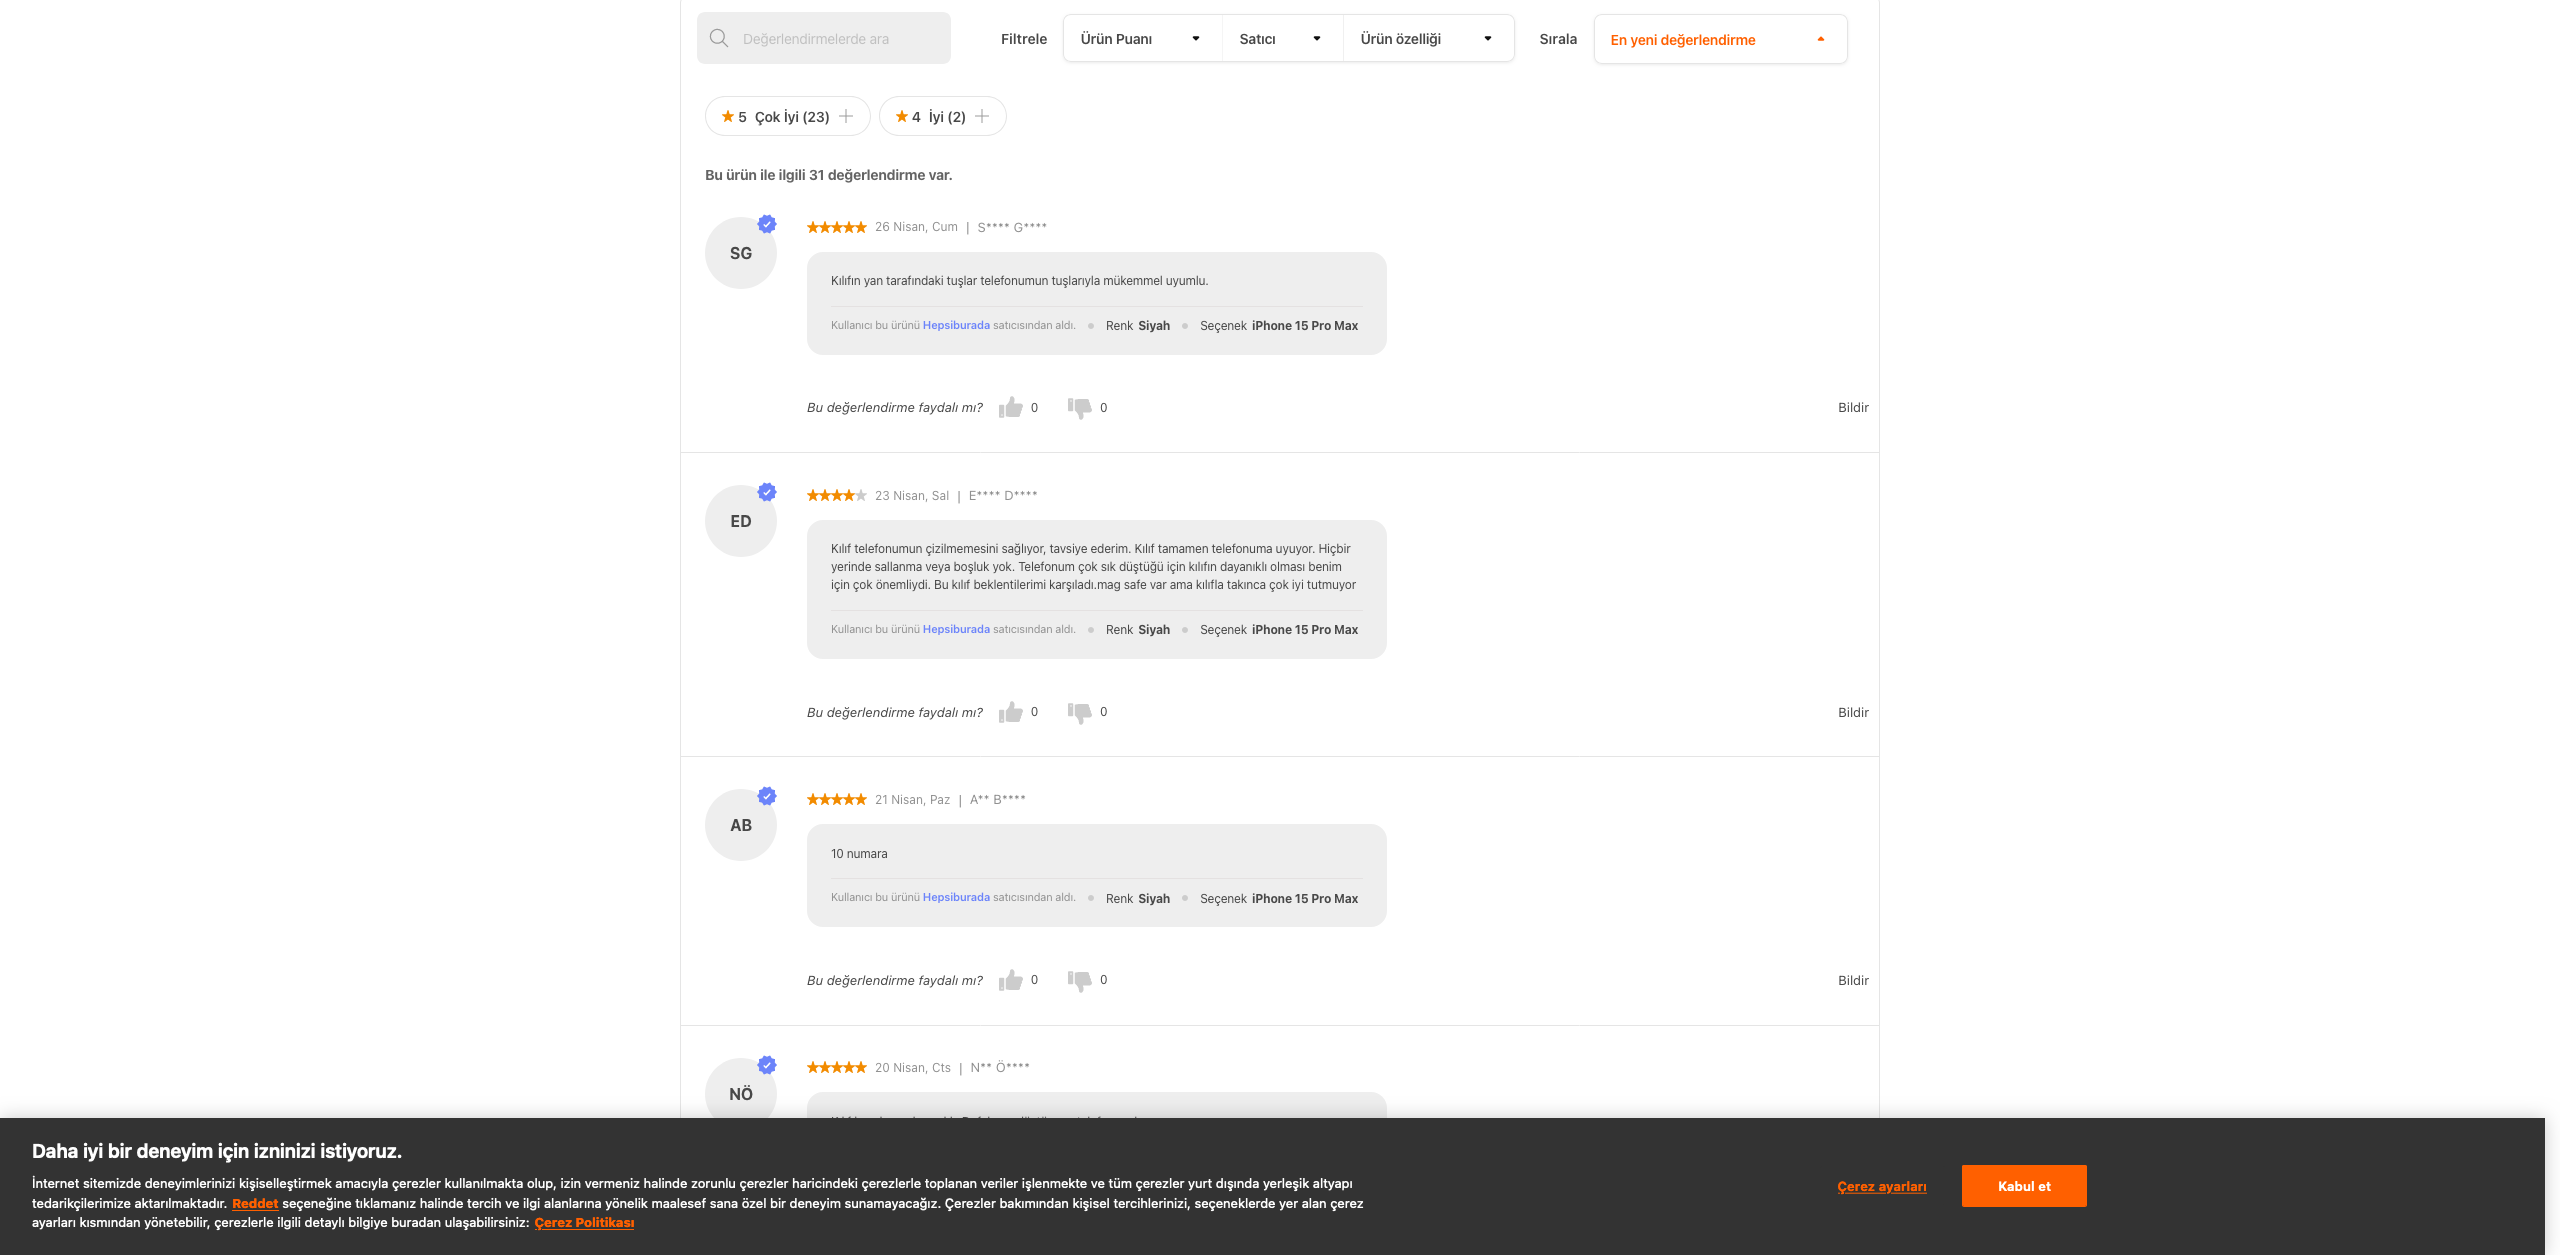 Değerlendirmelerde ara
Filtrele
Ürün Puanı
Satıcı
Ürün özelliği
Sırala
En yeni değerlendirme
5 Çok İyi (23)
4 İyi (2)
Bu ürün ile ilgili 31 değerlendirme var.
SG
26 Nisan, Cum | S**** G****
Kılıfın yan tarafındaki tuşlar telefonumun tuşlarıyla mükemmel uyumlu.
Kullanıcı bu ürünü Hepsiburada satıcısından aldı. Renk Siyah Seçenek iPhone 15 Pro Max
Bu değerlendirme faydalı mı? 0 0
Bildir
ED
23 Nisan, Sal | E**** D****
Kılıf telefonumun çizilmemesini sağlıyor, tavsiye ederim. Kılıf tamamen telefonuma uyuyor. Hiçbir
yerinde sallanma veya boşluk yok. Telefonum çok sık düştüğü için kılıfın dayanıklı olması benim
için çok önemliydi. Bu kılıf beklentilerimi karşıladı.mag safe var ama kılıfla takınca çok iyi tutmuyor
Kullanıcı bu ürünü Hepsiburada satıcısından aldı. Renk Siyah Seçenek iPhone 15 Pro Max
Bu değerlendirme faydalı mı? 0 0
Bildir
AB
21 Nisan, Paz | A** B****
10 numara
Kullanıcı bu ürünü Hepsiburada satıcısından aldı. Renk Siyah Seçenek iPhone 15 Pro Max
Bu değerlendirme faydalı mı? 0 0
Bildir
NÖ
20 Nisan, Cts | N** Ö****
Daha iyi bir deneyim için izninizi istiyoruz.
İnternet sitemizde deneyimlerinizi kişiselleştirmek amacıyla çerezler kullanılmakta olup, izin vermeniz halinde zorunlu çerezler haricindeki çerezlerle toplanan veriler işlenmekte ve tüm çerezler yurt dışında yerleşik altyapı
tedarikçilerimize aktarılmaktadır. Reddet seçeneğine tıklamanız halinde tercih ve ilgi alanlarına yönelik maalesef sana özel bir deneyim sunamayacağız. Çerezler bakımından kişisel tercihlerinizi, seçeneklerde yer alan çerez
ayarları kısmından yönetebilir, çerezlerle ilgili detaylı bilgiye buradan ulaşabilirsiniz: Çerez Politikası
Çerez ayarları
Kabul et